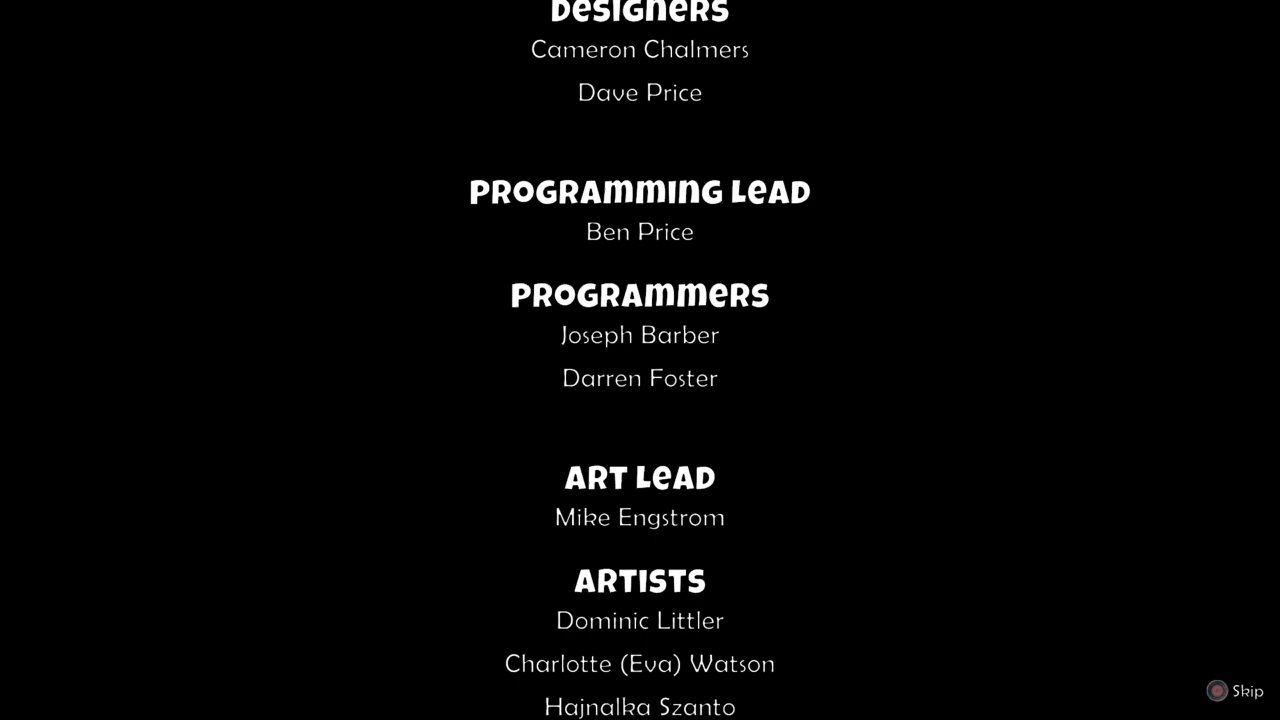 DESIGNERS
Cameron Chalmers
Dave Price
PROGRAMMING LEAD
Ben Price
PROGRAMMERS
Joseph Barber
Darren Foster
ART LEAD
Mike Engstrom
ARTISTS
Dominic Littler
Charlotte (Eva) Watson
Hajnalka Szanto
Skip